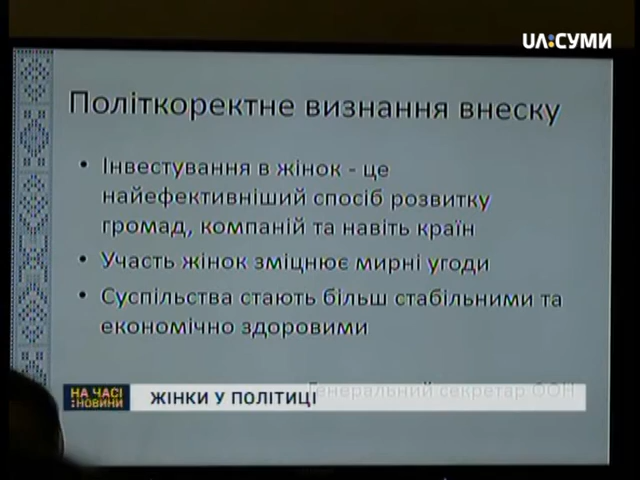 UA:СУМИ
Політкоректне визнання внеску
• Інвестування в жінок - це
найефективніший спосіб розвитку
громад, компаній та навіть країн
• Участь жінок зміцнює мирні угоди
• Суспільства стають більш стабільними та
економічно здоровими
Генеральний секретар ООН
НА ЧАСІ
:НОВИНИ
ЖІНКИ У ПОЛІТИЦІ